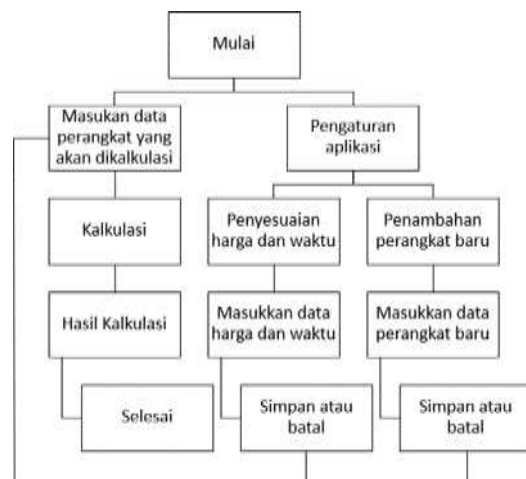 Mulai
Masukan data
perangkat yang
akan dikalkulasi
Pengaturan
aplikasi
Kalkulasi
Penyesuaian
harga dan waktu
Penambahan
perangkat baru
Hasil Kalkulasi
Masukkan data
harga dan waktu
Masukkan data
perangkat baru
Selesai
Simpan atau
batal
Simpan atau
batal